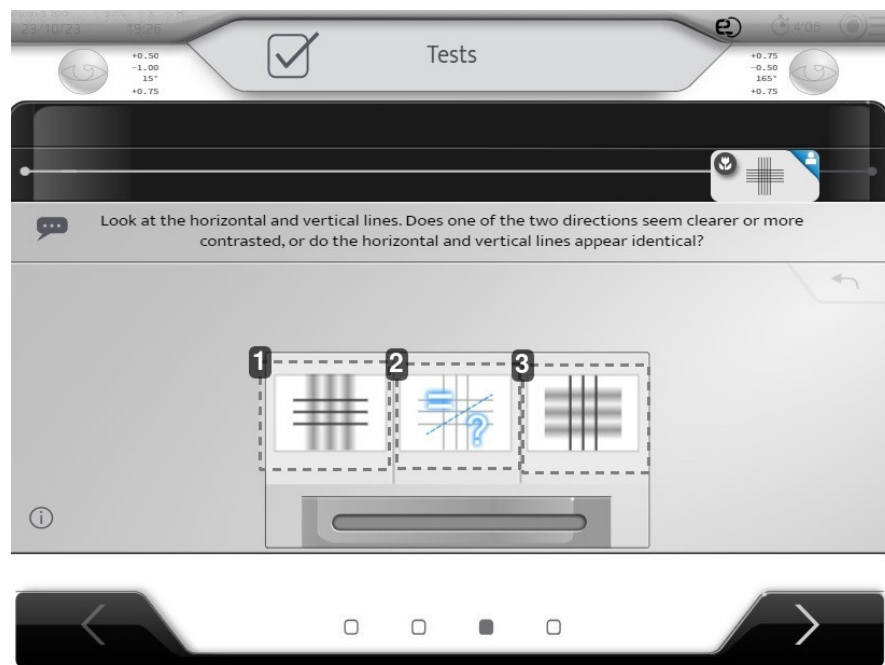 23/10/23 19:26
4'06
Tests
+0.50
-1.00
15°
+0.75
+0.75
-0.50
165°
+0.75
Look at the horizontal and vertical lines. Does one of the two directions seem clearer or more
contrasted, or do the horizontal and vertical lines appear identical?
1 2 3